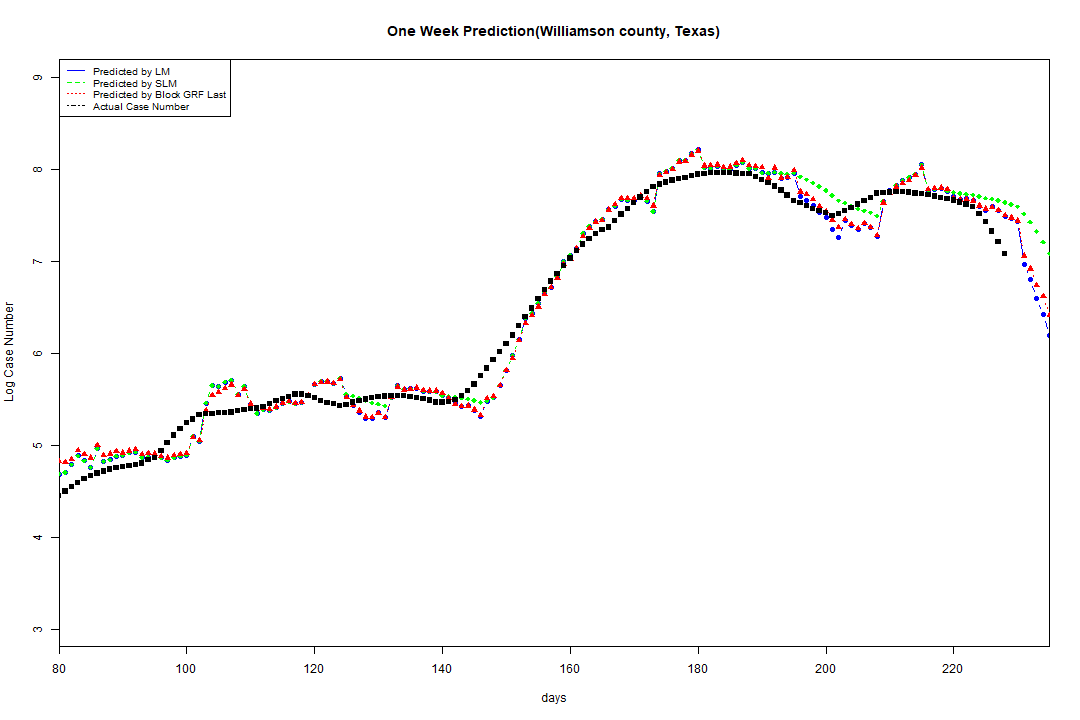 One Week Prediction(Williamson county, Texas)
Predicted by LM
Predicted by SLM
Predicted by Block GRF Last
Actual Case Number
9
8
7
6
5
4
3
Log Case Number
80 100 120 140 160 180 200 220
days